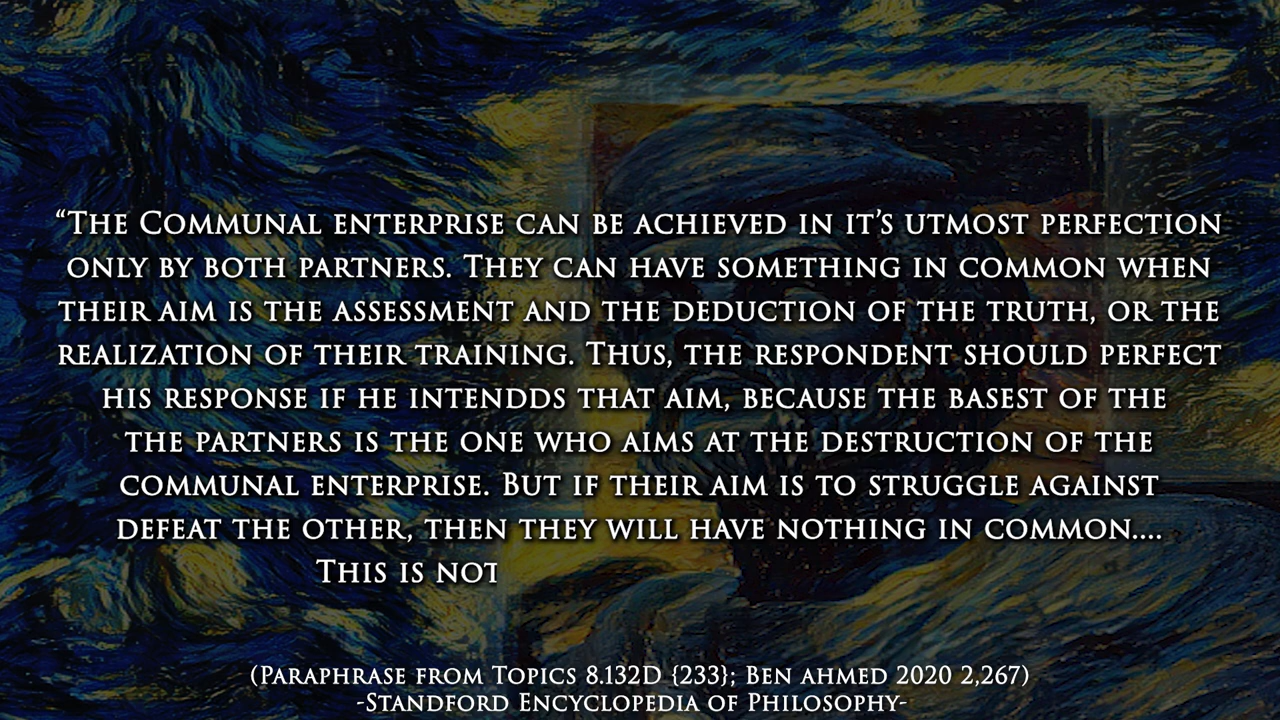 “The Communal enterprise can be achieved in it’s utmost perfection
only by both partners. They can have something in common when
their aim is the assessment and the deduction of the truth, or the
realization of their training. Thus, the respondent should perfect
his response if he intendds that aim, because the basest of the
the partners is the one who aims at the destruction of the
communal enterprise. But if their aim is to struggle against
defeat the other, then they will have nothing in common....
This is not
(Paraphrase from Topics 8.132D {233}; Ben ahmed 2020 2,267)
-Standford Encyclopedia of Philosophy-